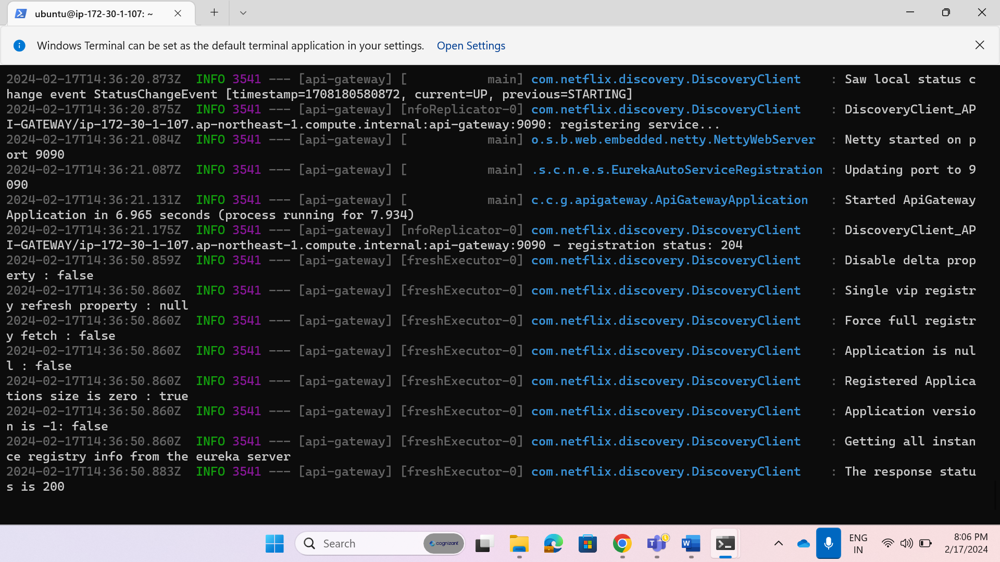 ubuntu@ip-172-30-1-107: ~
Windows Terminal can be set as the default terminal application in your settings. Open Settings
2024-02-17T14:36:20.873Z  INFO 3541 --- [api-gateway] [           main] com.netflix.discovery.DiscoveryClient    : Saw local status c
hange event StatusChangeEvent [timestamp=1708180580872, current=UP, previous=STARTING]
2024-02-17T14:36:20.875Z  INFO 3541 --- [api-gateway] [nfoReplicator-0] com.netflix.discovery.DiscoveryClient    : DiscoveryClient_AP
I-GATEWAY/ip-172-30-1-107.ap-northeast-1.compute.internal:api-gateway:9090: registering service...
2024-02-17T14:36:21.084Z  INFO 3541 --- [api-gateway] [           main] o.s.b.web.embedded.netty.NettyWebServer  : Netty started on p
ort 9090
2024-02-17T14:36:21.087Z  INFO 3541 --- [api-gateway] [           main] .s.c.n.e.s.EurekaAutoServiceRegistration : Updating port to 9
090
2024-02-17T14:36:21.131Z  INFO 3541 --- [api-gateway] [           main] c.c.g.apigateway.ApiGatewayApplication   : Started ApiGateway
Application in 6.965 seconds (process running for 7.934)
2024-02-17T14:36:21.175Z  INFO 3541 --- [api-gateway] [nfoReplicator-0] com.netflix.discovery.DiscoveryClient    : DiscoveryClient_AP
I-GATEWAY/ip-172-30-1-107.ap-northeast-1.compute.internal:api-gateway:9090 - registration status: 204
2024-02-17T14:36:50.859Z  INFO 3541 --- [api-gateway] [freshExecutor-0] com.netflix.discovery.DiscoveryClient    : Disable delta prop
erty : false
2024-02-17T14:36:50.860Z  INFO 3541 --- [api-gateway] [freshExecutor-0] com.netflix.discovery.DiscoveryClient    : Single vip registr
y refresh property : null
2024-02-17T14:36:50.860Z  INFO 3541 --- [api-gateway] [freshExecutor-0] com.netflix.discovery.DiscoveryClient    : Force full registr
y fetch : false
2024-02-17T14:36:50.860Z  INFO 3541 --- [api-gateway] [freshExecutor-0] com.netflix.discovery.DiscoveryClient    : Application is nul
l : false
2024-02-17T14:36:50.860Z  INFO 3541 --- [api-gateway] [freshExecutor-0] com.netflix.discovery.DiscoveryClient    : Registered Applica
tions size is zero : true
2024-02-17T14:36:50.860Z  INFO 3541 --- [api-gateway] [freshExecutor-0] com.netflix.discovery.DiscoveryClient    : Application versio
n is -1: false
2024-02-17T14:36:50.860Z  INFO 3541 --- [api-gateway] [freshExecutor-0] com.netflix.discovery.DiscoveryClient    : Getting all instan
ce registry info from the eureka server
2024-02-17T14:36:50.883Z  INFO 3541 --- [api-gateway] [freshExecutor-0] com.netflix.discovery.DiscoveryClient    : The response statu
s is 200
Search cognizant
ENG
IN
8:06 PM
2/17/2024